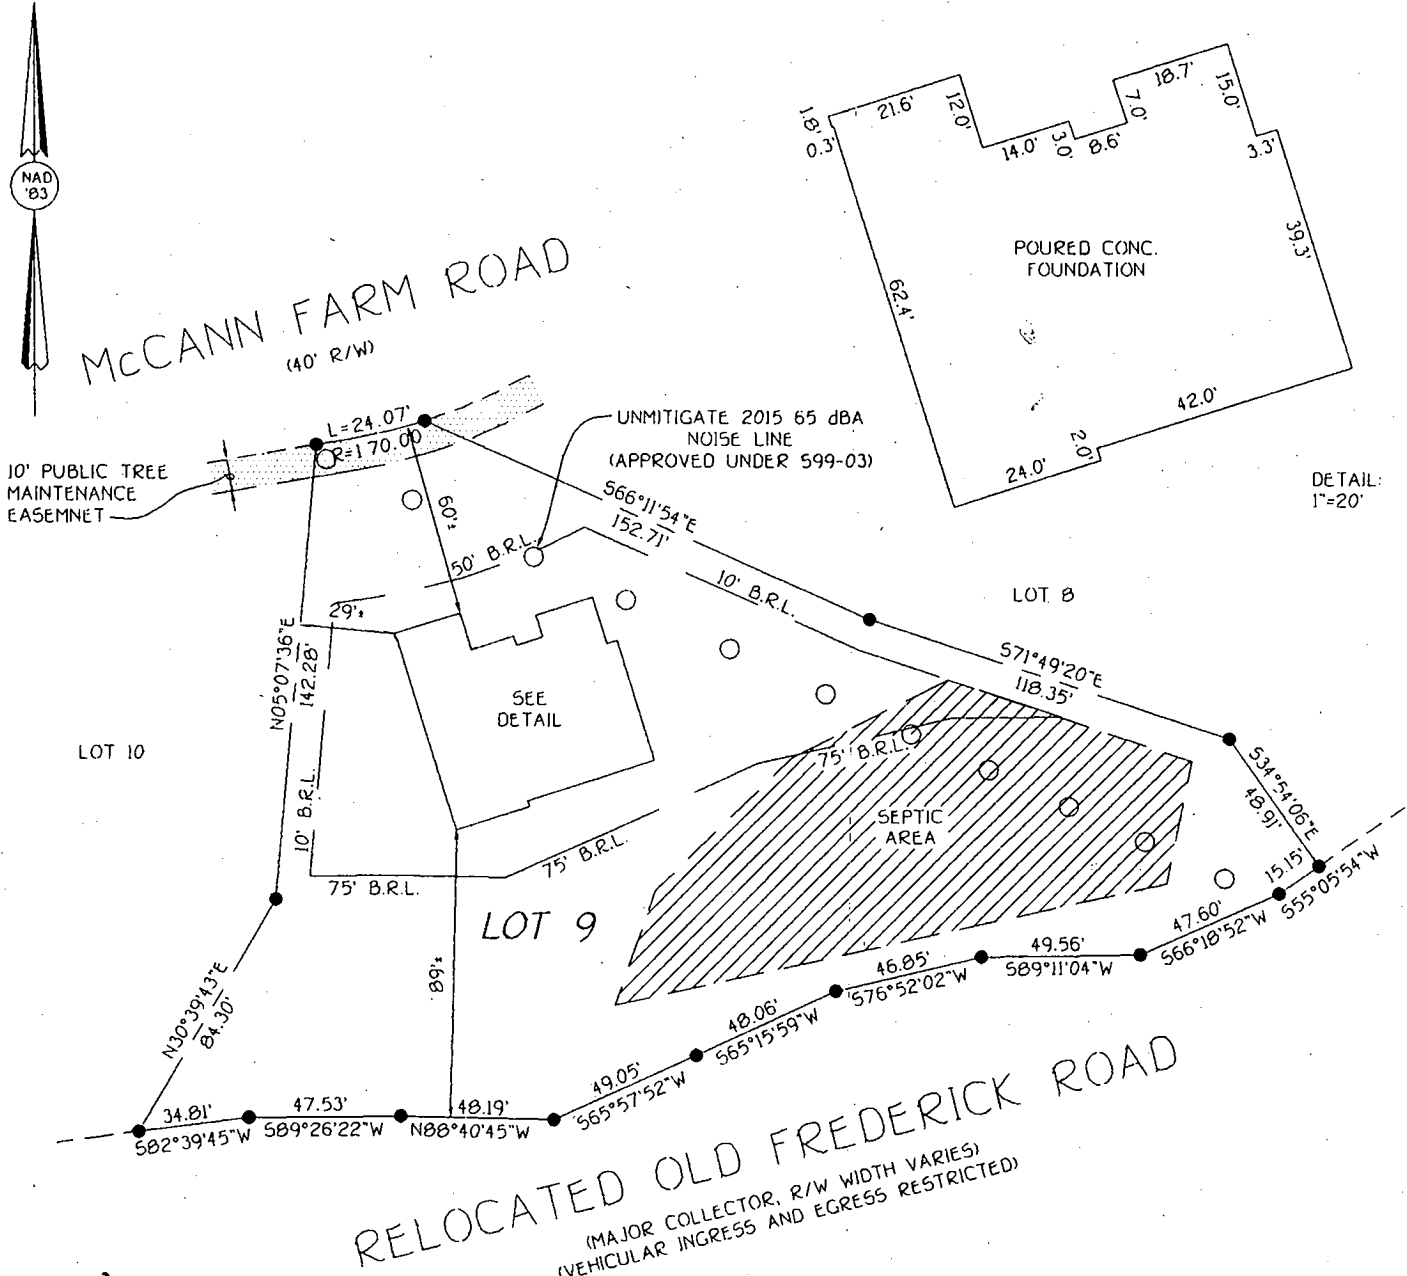 NAD
'83
McCANN FARM ROAD
(40' R/W)
1.8'
0.3'
21.6'
12.0'
14.0'
3.0'
8.6'
7.0'
18.7'
15.0'
3.3'
39.3'
62.4'
42.0'
2.0'
24.0'
POURED CONC.
FOUNDATION
DETAIL:
1"=20'
L=24.07'
R=170.00
10' PUBLIC TREE
MAINTENANCE
EASEMNET
UNMITIGATE 2015 65 dBA
NOISE LINE
(APPROVED UNDER S99-03)
60'±
50' B.R.L.
S66°11'54"E
152.71'
10' B.R.L.
LOT 8
29'±
N05°07'36"E
142.28'
SEE
DETAIL
S71°49'20"E
118.35'
LOT 10
75' B.R.L.
10' B.R.L.
SEPTIC
AREA
S34°54'06"E
48.91'
75' B.R.L.
75' B.R.L.
LOT 9
15.15'
S55°05'54"W
47.60'
S66°18'52"W
49.56'
S89°11'04"W
46.85'
S76°52'02"W
48.06'
S65°15'59"W
49.05'
S65°57'52"W
89'±
N30°39'43"E
84.30'
34.81'
S82°39'45"W
47.53'
S89°26'22"W
48.19'
N88°40'45"W
RELOCATED OLD FREDERICK ROAD
(MAJOR COLLECTOR, R/W WIDTH VARIES)
(VEHICULAR INGRESS AND EGRESS RESTRICTED)